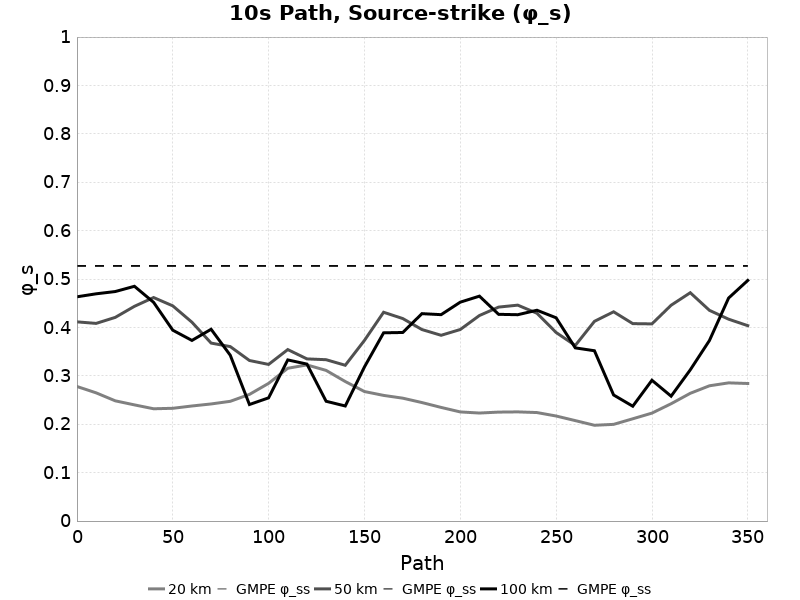 10s Path, Source-strike (φ_s)
1
0.9
0.8
0.7
0.6
0.5
0.4
0.3
0.2
0.1
0
φ_s
0 50 100 150 200 250 300 350
Path
20 km GMPE φ_ss 50 km GMPE φ_ss 100 km GMPE φ_ss